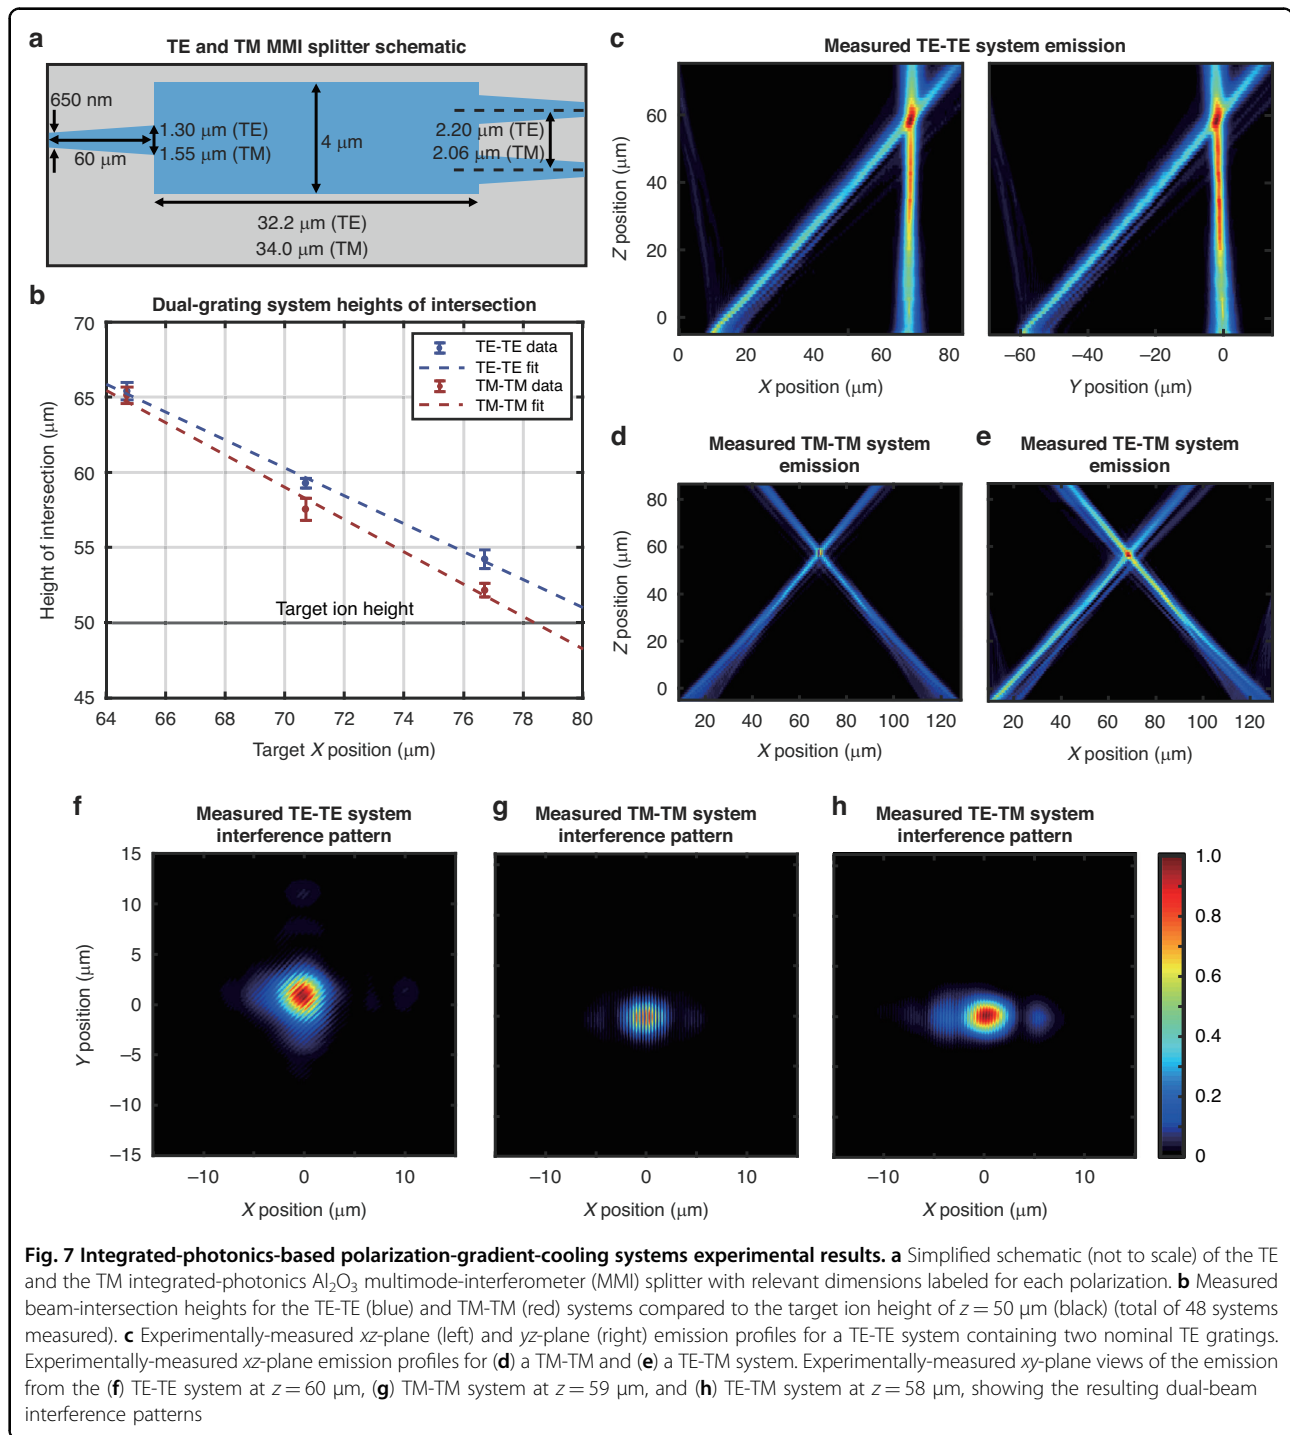 a
TE and TM MMI splitter schematic
650 nm
60 μm
1.30 μm (TE)
1.55 μm (TM)
4 μm
2.20 μm (TE)
2.06 μm (TM)
32.2 μm (TE)
34.0 μm (TM)
b
Dual-grating system heights of intersection
Height of intersection (μm)
70
65
60
55
50
45
TE-TE data
TE-TE fit
TM-TM data
TM-TM fit
Target ion height
64 66 68 70 72 74 76 78 80
Target X position (μm)
c
Measured TE-TE system emission
Z position (μm)
60
40
20
0
0 20 40 60 80
X position (μm)
−60 −40 −20 0
Y position (μm)
d
Measured TM-TM system
emission
Z position (μm)
80
60
40
20
0
20 40 60 80 100 120
X position (μm)
e
Measured TE-TM system
emission
20 40 60 80 100 120
X position (μm)
f
Measured TE-TE system
interference pattern
Y position (μm)
15
10
5
0
−5
−10
−15
−10 0 10
X position (μm)
g
Measured TM-TM system
interference pattern
−10 0 10
X position (μm)
h
Measured TE-TM system
interference pattern
−10 0 10
X position (μm)
1.0
0.8
0.6
0.4
0.2
0
Fig. 7 Integrated-photonics-based polarization-gradient-cooling systems experimental results. a Simplified schematic (not to scale) of the TE
and the TM integrated-photonics Al₂O₃ multimode-interferometer (MMI) splitter with relevant dimensions labeled for each polarization. b Measured
beam-intersection heights for the TE-TE (blue) and TM-TM (red) systems compared to the target ion height of z = 50 μm (black) (total of 48 systems
measured). c Experimentally-measured xz-plane (left) and yz-plane (right) emission profiles for a TE-TE system containing two nominal TE gratings.
Experimentally-measured xz-plane emission profiles for (d) a TM-TM and (e) a TE-TM system. Experimentally-measured xy-plane views of the emission
from the (f) TE-TE system at z = 60 μm, (g) TM-TM system at z = 59 μm, and (h) TE-TM system at z = 58 μm, showing the resulting dual-beam
interference patterns